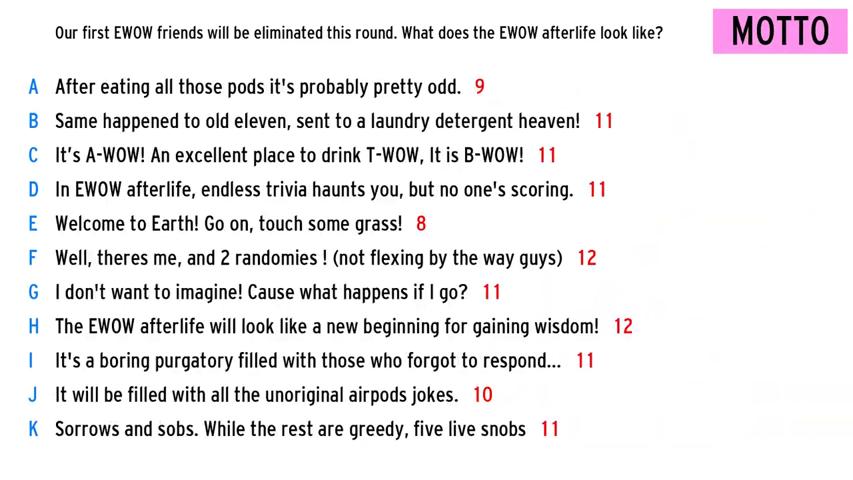 Our first EWOW friends will be eliminated this round. What does the EWOW afterlife look like?
MOTTO
A After eating all those pods it's probably pretty odd. 9
B Same happened to old eleven, sent to a laundry detergent heaven! 11
C It’s A-WOW! An excellent place to drink T-WOW, It is B-WOW! 11
D In EWOW afterlife, endless trivia haunts you, but no one's scoring. 11
E Welcome to Earth! Go on, touch some grass! 8
F Well, theres me, and 2 randomies ! (not flexing by the way guys) 12
G I don't want to imagine! Cause what happens if I go? 11
H The EWOW afterlife will look like a new beginning for gaining wisdom! 12
I It's a boring purgatory filled with those who forgot to respond... 11
J It will be filled with all the unoriginal airpods jokes. 10
K Sorrows and sobs. While the rest are greedy, five live snobs 11